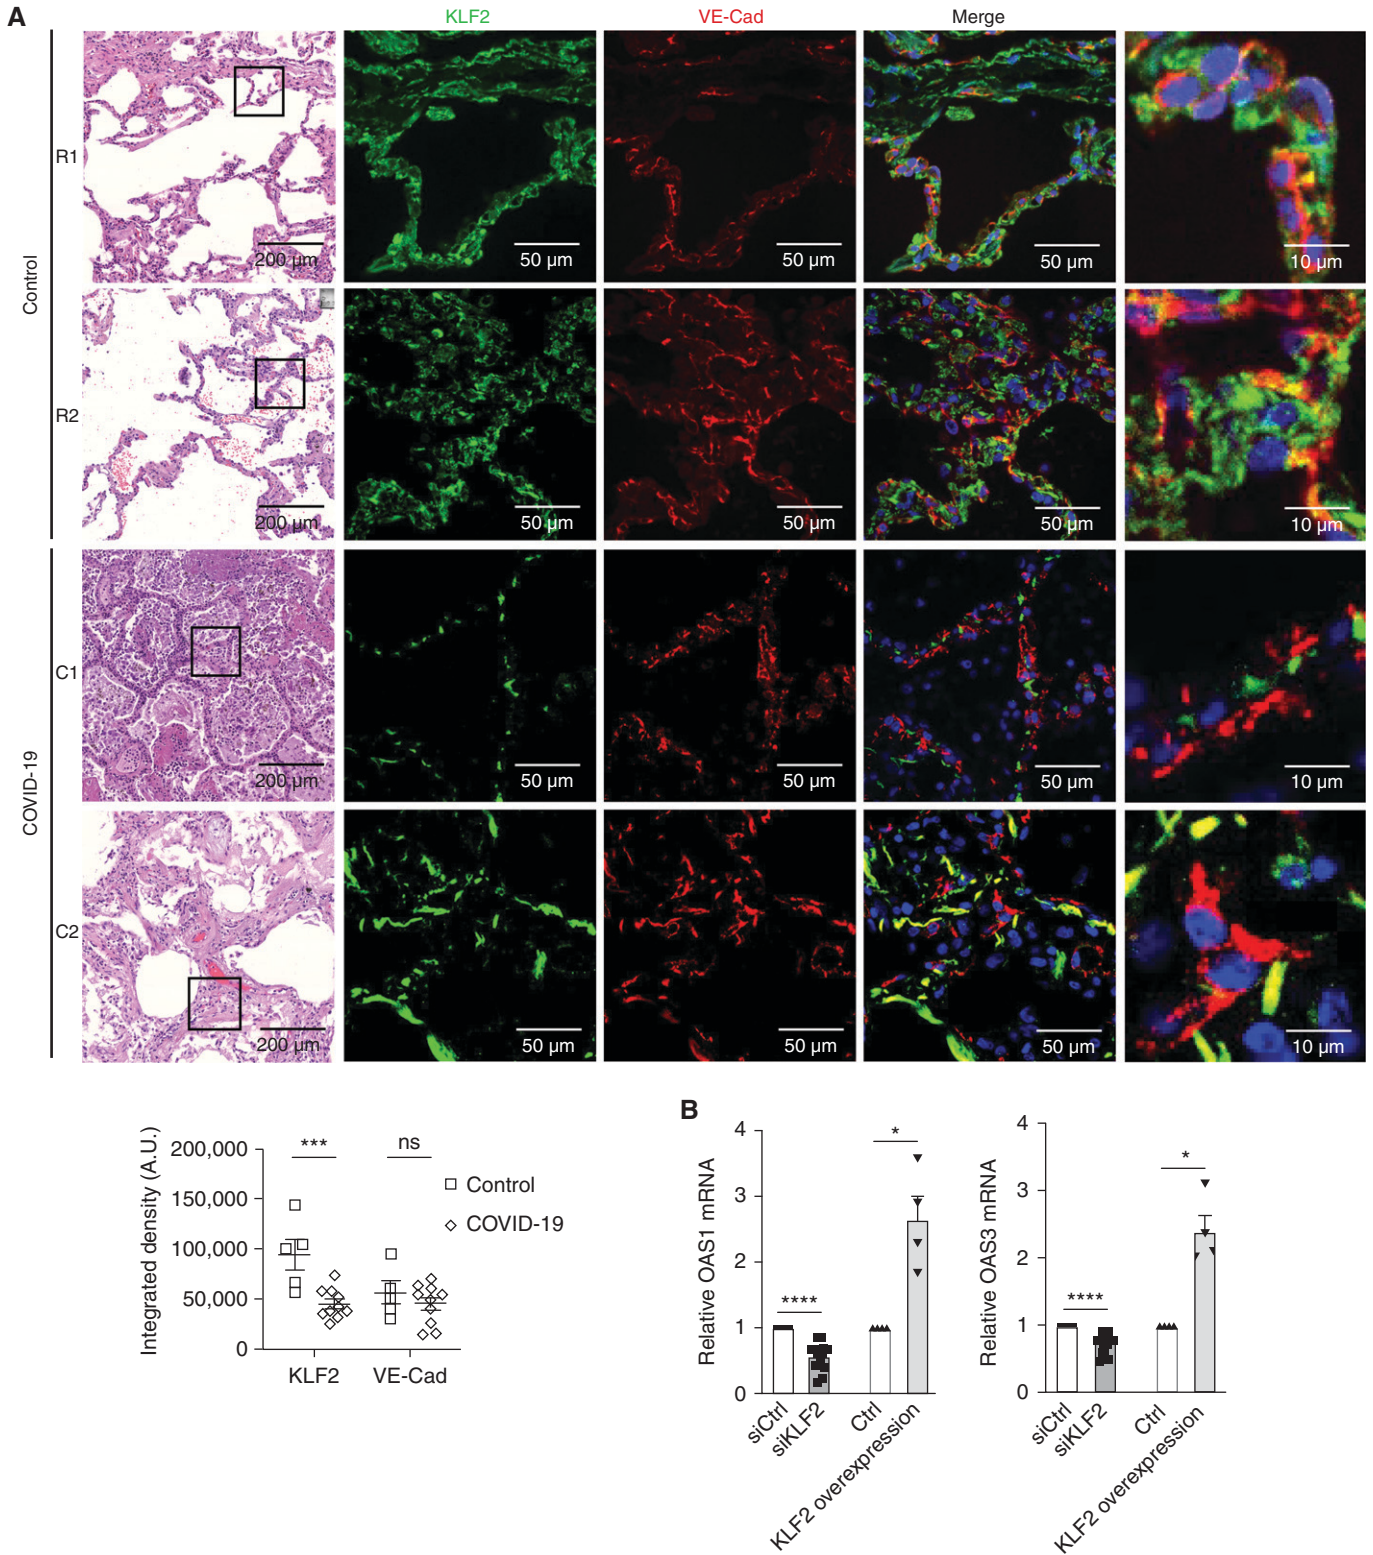 A
KLF2 VE-Cad Merge
Control
R1
200 µm 50 µm 50 µm 50 µm 10 µm
R2
200 µm 50 µm 50 µm 50 µm 10 µm
COVID-19
C1
200 µm 50 µm 50 µm 50 µm 10 µm
C2
200 µm 50 µm 50 µm 50 µm 10 µm
Integrated density (A.U.)
200,000
150,000
100,000
50,000
0
*** ns
Control
COVID-19
KLF2 VE-Cad
B
Relative OAS1 mRNA
4
3
2
1
0
**** *
siCtrl
siKLF2
Ctrl
KLF2 overexpression
Relative OAS3 mRNA
4
3
2
1
0
**** *
siCtrl
siKLF2
Ctrl
KLF2 overexpression